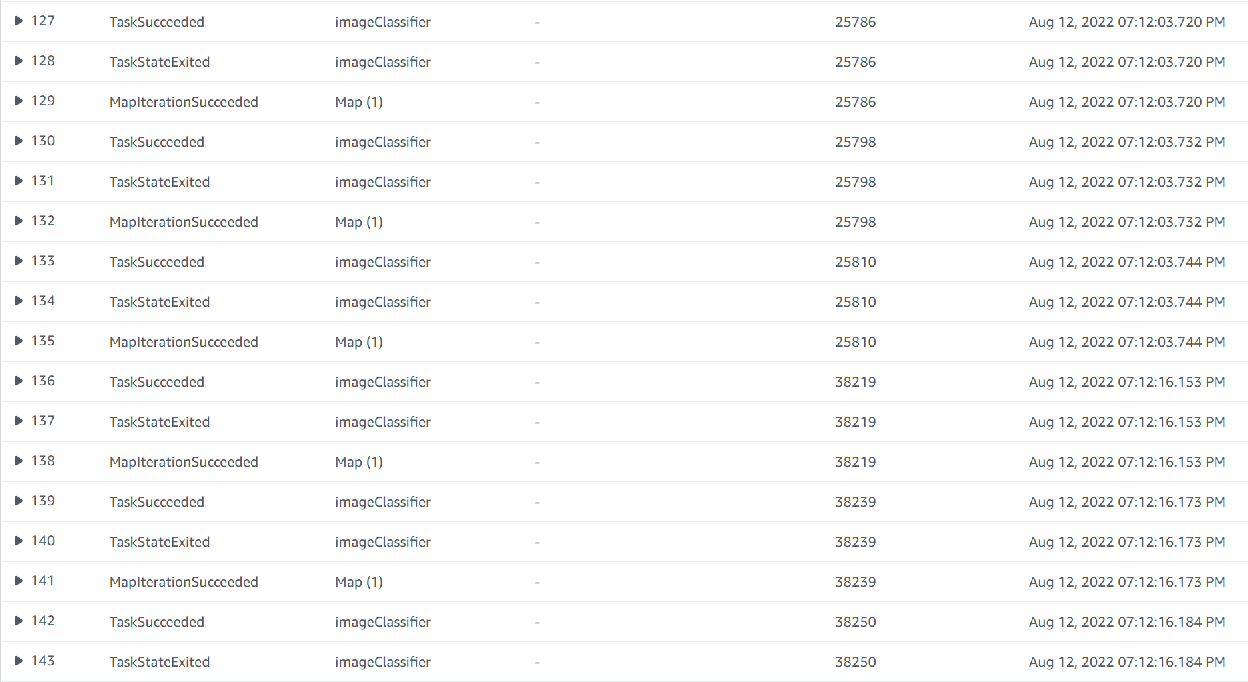 127 TaskSucceeded imageClassifier - 25786 Aug 12, 2022 07:12:03.720 PM
128 TaskStateExited imageClassifier - 25786 Aug 12, 2022 07:12:03.720 PM
129 MapIterationSucceeded Map (1) - 25786 Aug 12, 2022 07:12:03.720 PM
130 TaskSucceeded imageClassifier - 25798 Aug 12, 2022 07:12:03.732 PM
131 TaskStateExited imageClassifier - 25798 Aug 12, 2022 07:12:03.732 PM
132 MapIterationSucceeded Map (1) - 25798 Aug 12, 2022 07:12:03.732 PM
133 TaskSucceeded imageClassifier - 25810 Aug 12, 2022 07:12:03.744 PM
134 TaskStateExited imageClassifier - 25810 Aug 12, 2022 07:12:03.744 PM
135 MapIterationSucceeded Map (1) - 25810 Aug 12, 2022 07:12:03.744 PM
136 TaskSucceeded imageClassifier - 38219 Aug 12, 2022 07:12:16.153 PM
137 TaskStateExited imageClassifier - 38219 Aug 12, 2022 07:12:16.153 PM
138 MapIterationSucceeded Map (1) - 38219 Aug 12, 2022 07:12:16.153 PM
139 TaskSucceeded imageClassifier - 38239 Aug 12, 2022 07:12:16.173 PM
140 TaskStateExited imageClassifier - 38239 Aug 12, 2022 07:12:16.173 PM
141 MapIterationSucceeded Map (1) - 38239 Aug 12, 2022 07:12:16.173 PM
142 TaskSucceeded imageClassifier - 38250 Aug 12, 2022 07:12:16.184 PM
143 TaskStateExited imageClassifier - 38250 Aug 12, 2022 07:12:16.184 PM